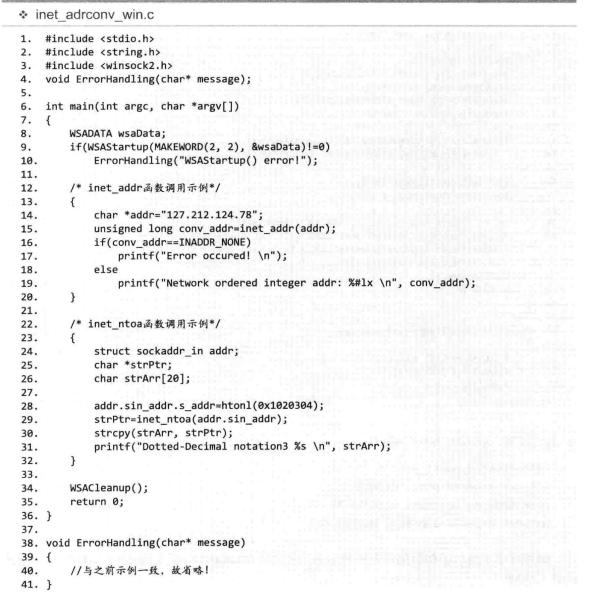 ❖ inet_adrconv_win.c
1. #include <stdio.h>
2. #include <string.h>
3. #include <winsock2.h>
4. void ErrorHandling(char* message);
5.
6. int main(int argc, char *argv[])
7. {
8.     WSADATA wsaData;
9.     if(WSAStartup(MAKEWORD(2, 2), &wsaData)!=0)
10.         ErrorHandling("WSAStartup() error!");
11.
12.     /* inet_addr函数调用示例*/
13.     {
14.         char *addr="127.212.124.78";
15.         unsigned long conv_addr=inet_addr(addr);
16.         if(conv_addr==INADDR_NONE)
17.             printf("Error occured! \n");
18.         else
19.             printf("Network ordered integer addr: %#lx \n", conv_addr);
20.     }
21.
22.     /* inet_ntoa函数调用示例*/
23.     {
24.         struct sockaddr_in addr;
25.         char *strPtr;
26.         char strArr[20];
27.
28.         addr.sin_addr.s_addr=htonl(0x1020304);
29.         strPtr=inet_ntoa(addr.sin_addr);
30.         strcpy(strArr, strPtr);
31.         printf("Dotted-Decimal notation3 %s \n", strArr);
32.     }
33.
34.     WSACleanup();
35.     return 0;
36. }
37.
38. void ErrorHandling(char* message)
39. {
40.     //与之前示例一致，故省略!
41. }